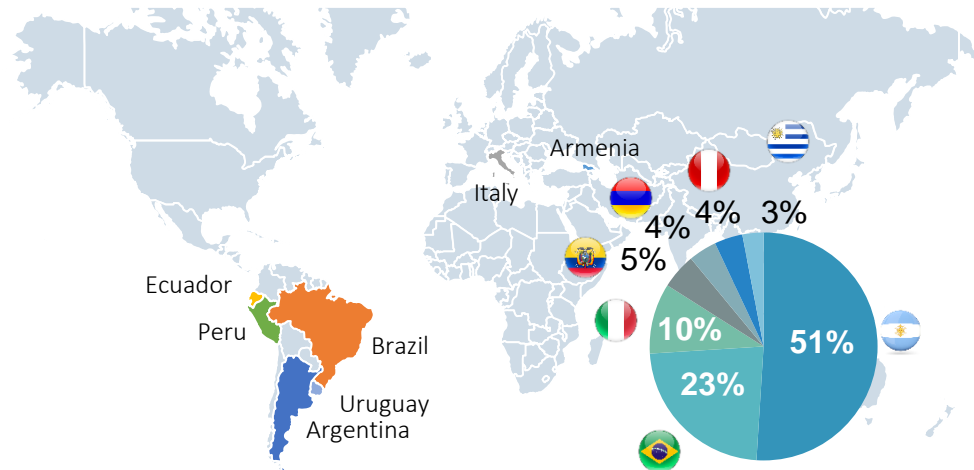 Armenia
Italy
4%
4%
3%
5%
Ecuador
Peru
Brazil
10%
51%
23%
Uruguay
Argentina